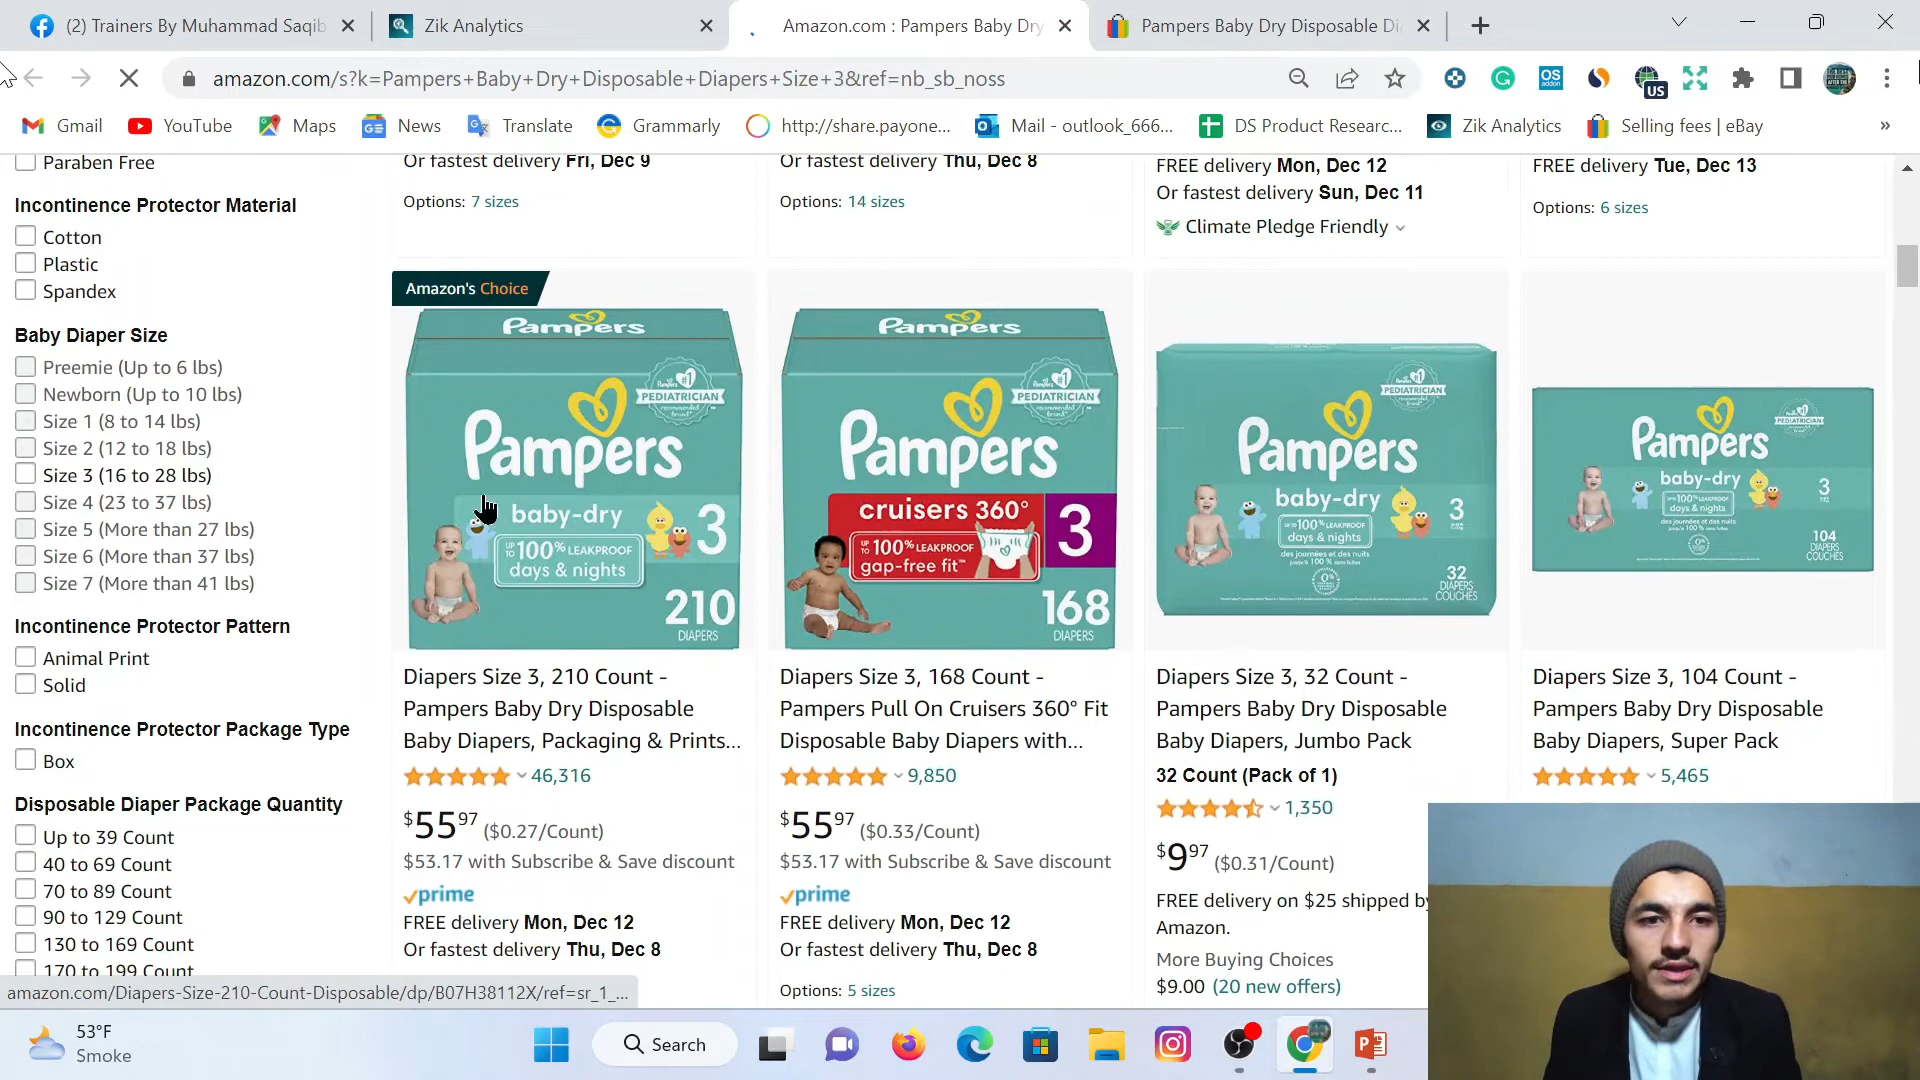 (2) Trainers By Muhammad Saqib
Zik Analytics
Amazon.com : Pampers Baby Dry
Pampers Baby Dry Disposable Di
amazon.com/s?k=Pampers+Baby+Dry+Disposable+Diapers+Size+3&ref=nb_sb_noss
OS
addon
US
Gmail
YouTube
Maps
News
Translate
Grammarly
http://share.payone...
Mail - outlook_666...
DS Product Researc...
Zik Analytics
Selling fees | eBay
Paraben Free
Incontinence Protector Material
Cotton
Plastic
Spandex
Baby Diaper Size
Preemie (Up to 6 lbs)
Newborn (Up to 10 lbs)
Size 1 (8 to 14 lbs)
Size 2 (12 to 18 lbs)
Size 3 (16 to 28 lbs)
Size 4 (23 to 37 lbs)
Size 5 (More than 27 lbs)
Size 6 (More than 37 lbs)
Size 7 (More than 41 lbs)
Incontinence Protector Pattern
Animal Print
Solid
Incontinence Protector Package Type
Box
Disposable Diaper Package Quantity
Up to 39 Count
40 to 69 Count
70 to 89 Count
90 to 129 Count
130 to 169 Count
170 to 199 Count
Or fastest delivery Fri, Dec 9
Options: 7 sizes
Or fastest delivery Thu, Dec 8
Options: 14 sizes
FREE delivery Mon, Dec 12
Or fastest delivery Sun, Dec 11
Climate Pledge Friendly
FREE delivery Tue, Dec 13
Options: 6 sizes
Amazon's Choice
Pampers
#1
PEDIATRICIAN
recommended
brand
Pampers
baby-dry
3
UP TO 100% LEAKPROOF
days & nights
210
DIAPERS
Diapers Size 3, 210 Count -
Pampers Baby Dry Disposable
Baby Diapers, Packaging & Prints...
46,316
$55 97 ($0.27/Count)
$53.17 with Subscribe & Save discount
prime
FREE delivery Mon, Dec 12
Or fastest delivery Thu, Dec 8
Pampers
#1
PEDIATRICIAN
recommended
brand
Pampers
cruisers 360°
3
UP TO 100% LEAKPROOF
gap-free fit™
168
DIAPERS
Diapers Size 3, 168 Count -
Pampers Pull On Cruisers 360° Fit
Disposable Baby Diapers with...
9,850
$55 97 ($0.33/Count)
$53.17 with Subscribe & Save discount
prime
FREE delivery Mon, Dec 12
Or fastest delivery Thu, Dec 8
Options: 5 sizes
#1
PEDIATRICIAN
Pampers
baby-dry
3
UP TO 100% LEAKPROOF
days & nights
des journées et des nuits
32
DIAPERS
COUCHES
Diapers Size 3, 32 Count -
Pampers Baby Dry Disposable
Baby Diapers, Jumbo Pack
32 Count (Pack of 1)
1,350
$9 97 ($0.31/Count)
FREE delivery on $25 shipped by
Amazon.
More Buying Choices
$9.00 (20 new offers)
Pampers
baby-dry
3
days & nights
104
DIAPERS
COUCHES
Diapers Size 3, 104 Count -
Pampers Baby Dry Disposable
Baby Diapers, Super Pack
5,465
amazon.com/Diapers-Size-210-Count-Disposable/dp/B07H38112X/ref=sr_1_...
53°F
Smoke
Search